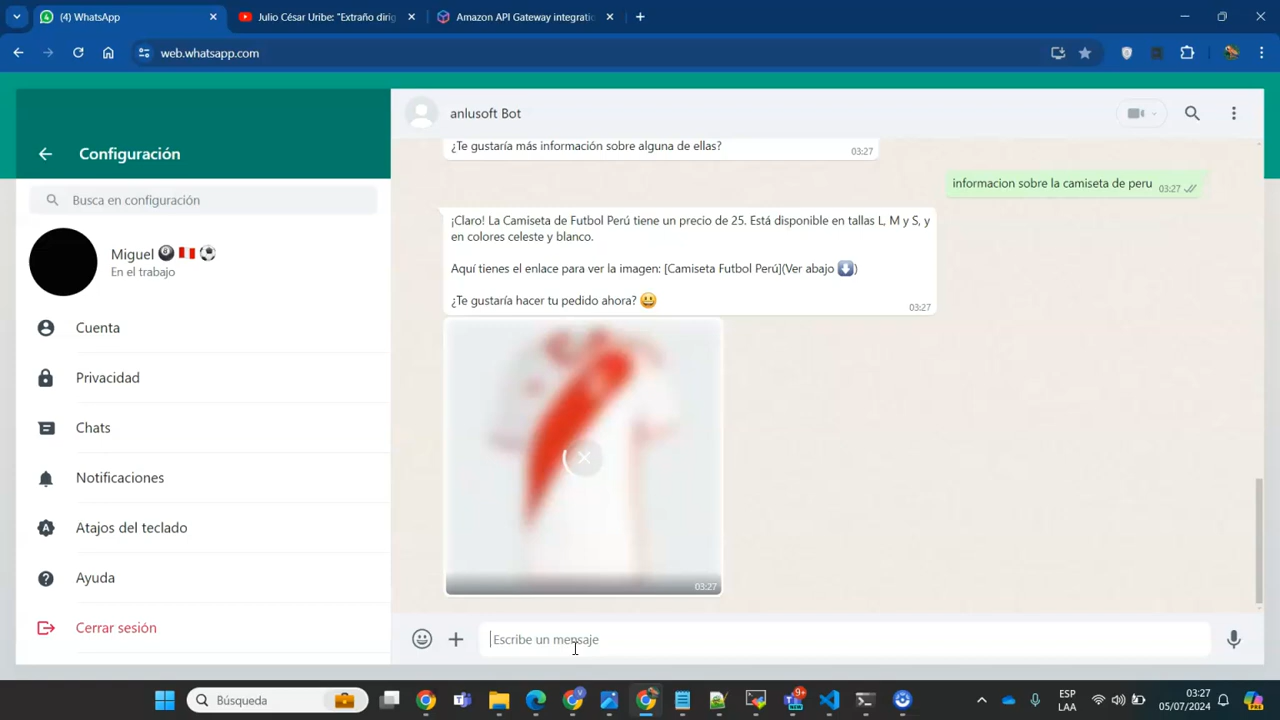 (4) WhatsApp
Julio César Uribe: "Extraño dirig
Amazon API Gateway integratic
web.whatsapp.com
Configuración
Busca en configuración
Miguel 🎱 🇵🇪 ⚽
En el trabajo
Cuenta
Privacidad
Chats
Notificaciones
Atajos del teclado
Ayuda
Cerrar sesión
anlusoft Bot
¿Te gustaría más información sobre alguna de ellas?
03:27
informacion sobre la camiseta de peru
03:27
¡Claro! La Camiseta de Futbol Perú tiene un precio de 25. Está disponible en tallas L, M y S, y
en colores celeste y blanco.
Aquí tienes el enlace para ver la imagen: [Camiseta Futbol Perú](Ver abajo ⬇️)
¿Te gustaría hacer tu pedido ahora? 😃
03:27
03:27
Escribe un mensaje
Búsqueda
9+
ESP
LAA
03:27
05/07/2024